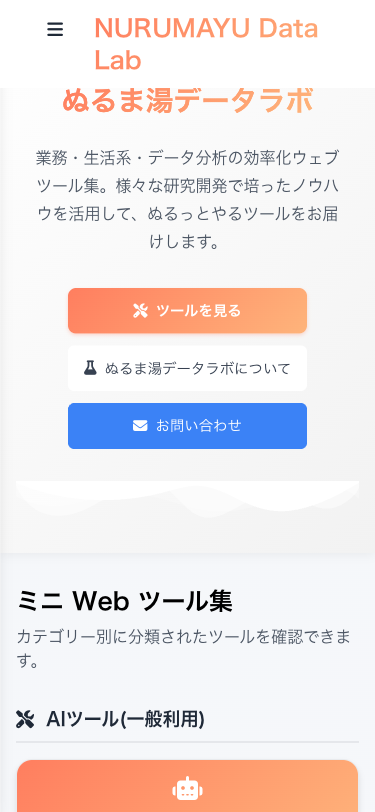 NURUMAYU Data
Lab
ぬるま湯データラボ
業務・生活系・データ分析の効率化ウェブ
ツール集。様々な研究開発で培ったノウハ
ウを活用して、ぬるっとやるツールをお届
けします。
ツールを見る
ぬるま湯データラボについて
お問い合わせ
ミニ Web ツール集
カテゴリー別に分類されたツールを確認できま
す。
AIツール(一般利用)